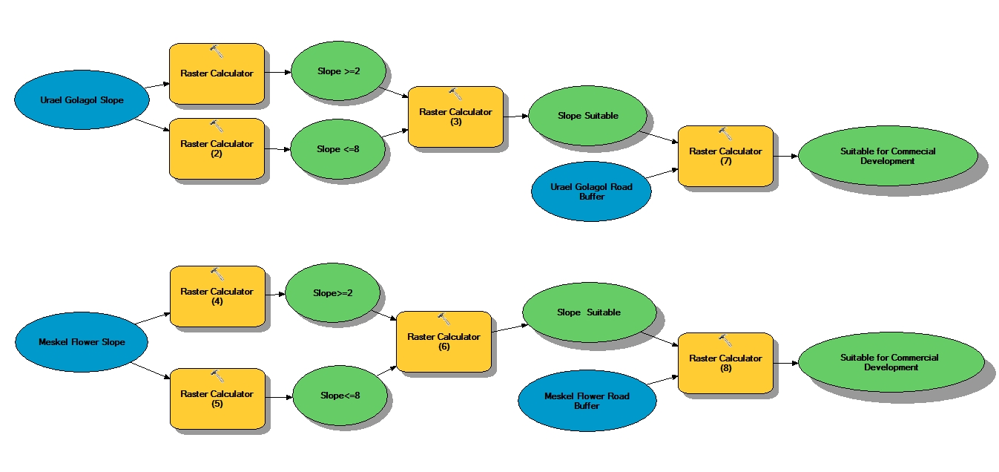 Urael Golagol Slope
Raster Calculator
Slope >=2
Raster Calculator
(2)
Slope <=8
Raster Calculator
(3)
Slope Suitable
Urael Golagol Road
Buffer
Raster Calculator
(7)
Suitable for Commecial
Development
Meskel Flower Slope
Raster Calculator
(4)
Slope>=2
Raster Calculator
(5)
Slope<=8
Raster Calculator
(6)
Slope  Suitable
Meskel Flower Road
Buffer
Raster Calculator
(8)
Suitable for Commercial
Development